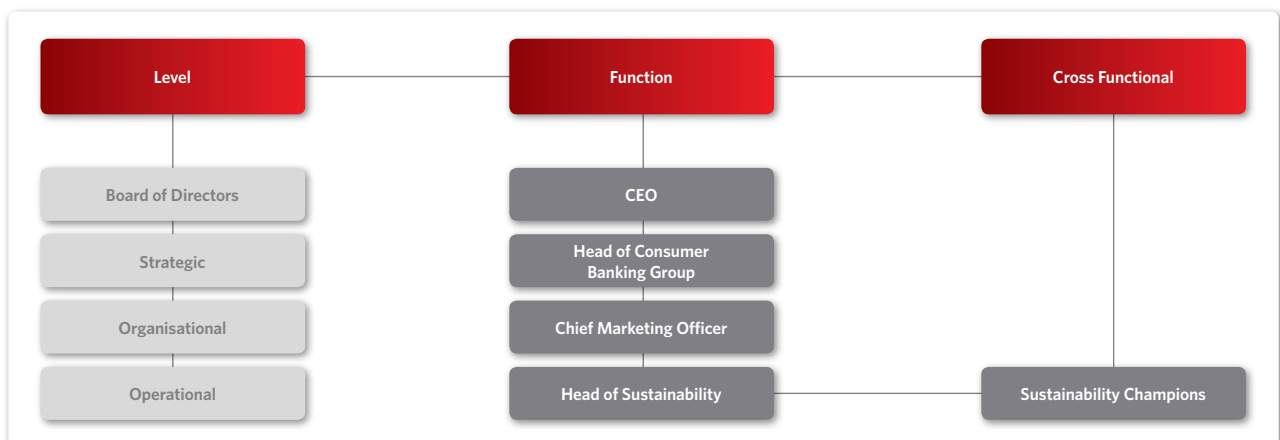 Level
Function
Cross Functional
Board of Directors
CEO
Strategic
Head of Consumer
Banking Group
Organisational
Chief Marketing Officer
Operational
Head of Sustainability
Sustainability Champions